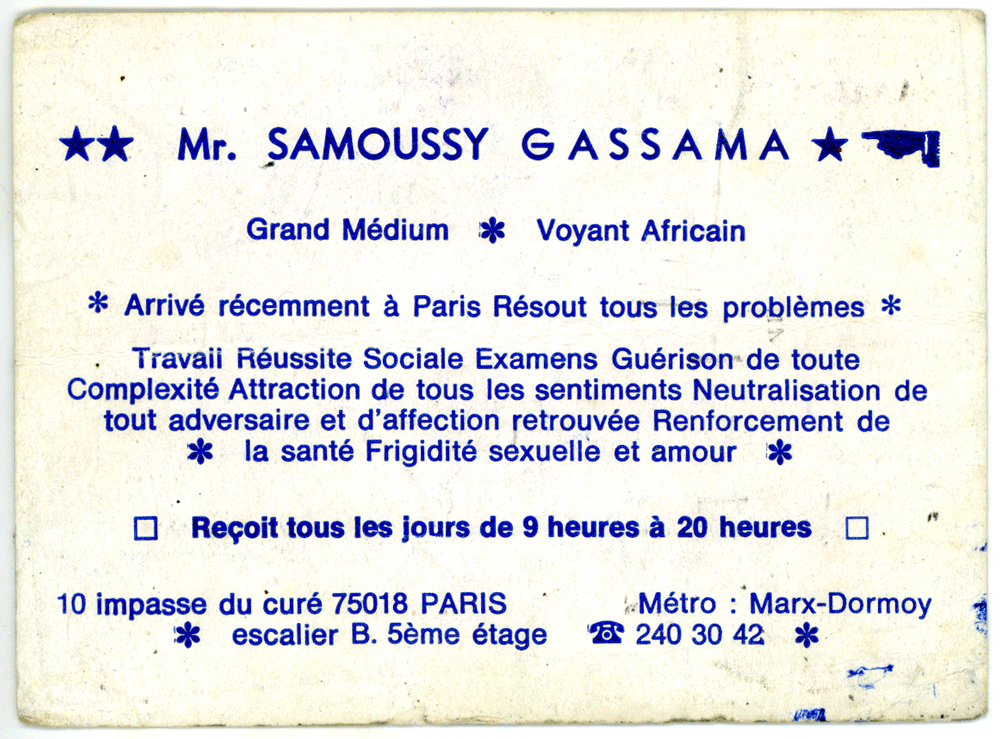 ★★ Mr. SAMOUSSY GASSAMA ★
Grand Médium * Voyant Africain
* Arrivé récemment à Paris Résout tous les problèmes *
Travail Réussite Sociale Examens Guérison de toute
Complexité Attraction de tous les sentiments Neutralisation de
tout adversaire et d'affection retrouvée Renforcement de
* la santé Frigidité sexuelle et amour *
□ Reçoit tous les jours de 9 heures à 20 heures □
10 impasse du curé 75018 PARIS Métro : Marx-Dormoy
* escalier B. 5ème étage ☎ 240 30 42 *